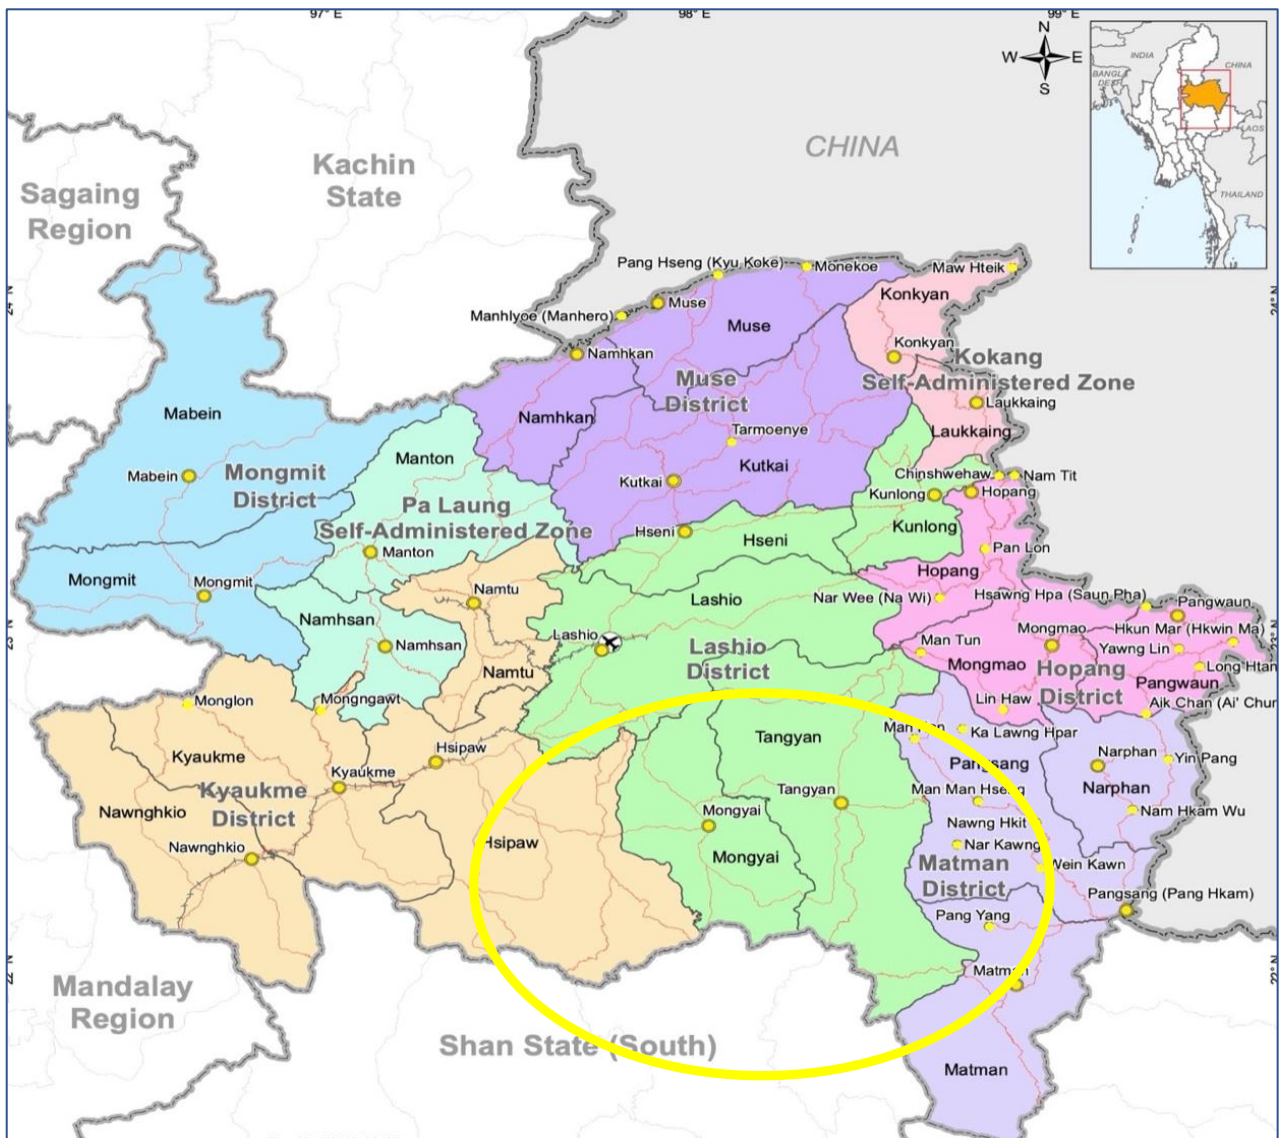 97° E
98° E
99° E
N
W
E
S
INDIA
CHINA
BANGLA
DESH
LAOS
THAILAND
CHINA
Kachin
State
Sagaing
Region
24° N
Pang Hseng (Kyu Koke)
Monekoe
Maw Hteik
Konkyan
Muse
Manhlyoe (Manhero)
Muse
Namhkan
Konkyan
Kokang
Self-Administered Zone
Muse
District
Laukkaing
Mabein
Namhkan
Tarmoenye
Laukkaing
Manton
Kutkai
Mabein
Mongmit
District
Kutkai
Chinshwehaw
Nam Tit
Kunlong
Hopang
Pa Laung
Self-Administered Zone
Hseni
Hseni
Kunlong
Manton
Pan Lon
Mongmit
Mongmit
Namtu
Hopang
Lashio
Nar Wee (Na Wi)
Hsawng Hpa (Saun Pha)
Pangwaun
Namhsan
Lashio
Mongmao
Hkun Mar (Hkwin Ma)
23° N
Namhsan
Lashio
District
Man Tun
Yawng Lin
Namtu
Mongmao
Hopang
District
Long Htan
Pangwaun
Monglon
Mongngawt
Lin Haw
Aik Chan (Ai' Chun
Ka Lawng Hpar
Tangyan
Hsipaw
Kyaukme
Pangsang
Narphan
Yin Pang
Kyaukme
Kyaukme
District
Tangyan
Man Man Hseng
Narphan
Nawnghkio
Mongyai
Nawng Hkit
Nam Hkam Wu
Nawnghkio
Hsipaw
Mongyai
Nar Kawng
Matman
District
Wein Kawn
Pangsang (Pang Hkam)
Pang Yang
22° N
Matman
Mandalay
Region
Shan State (South)
Matman